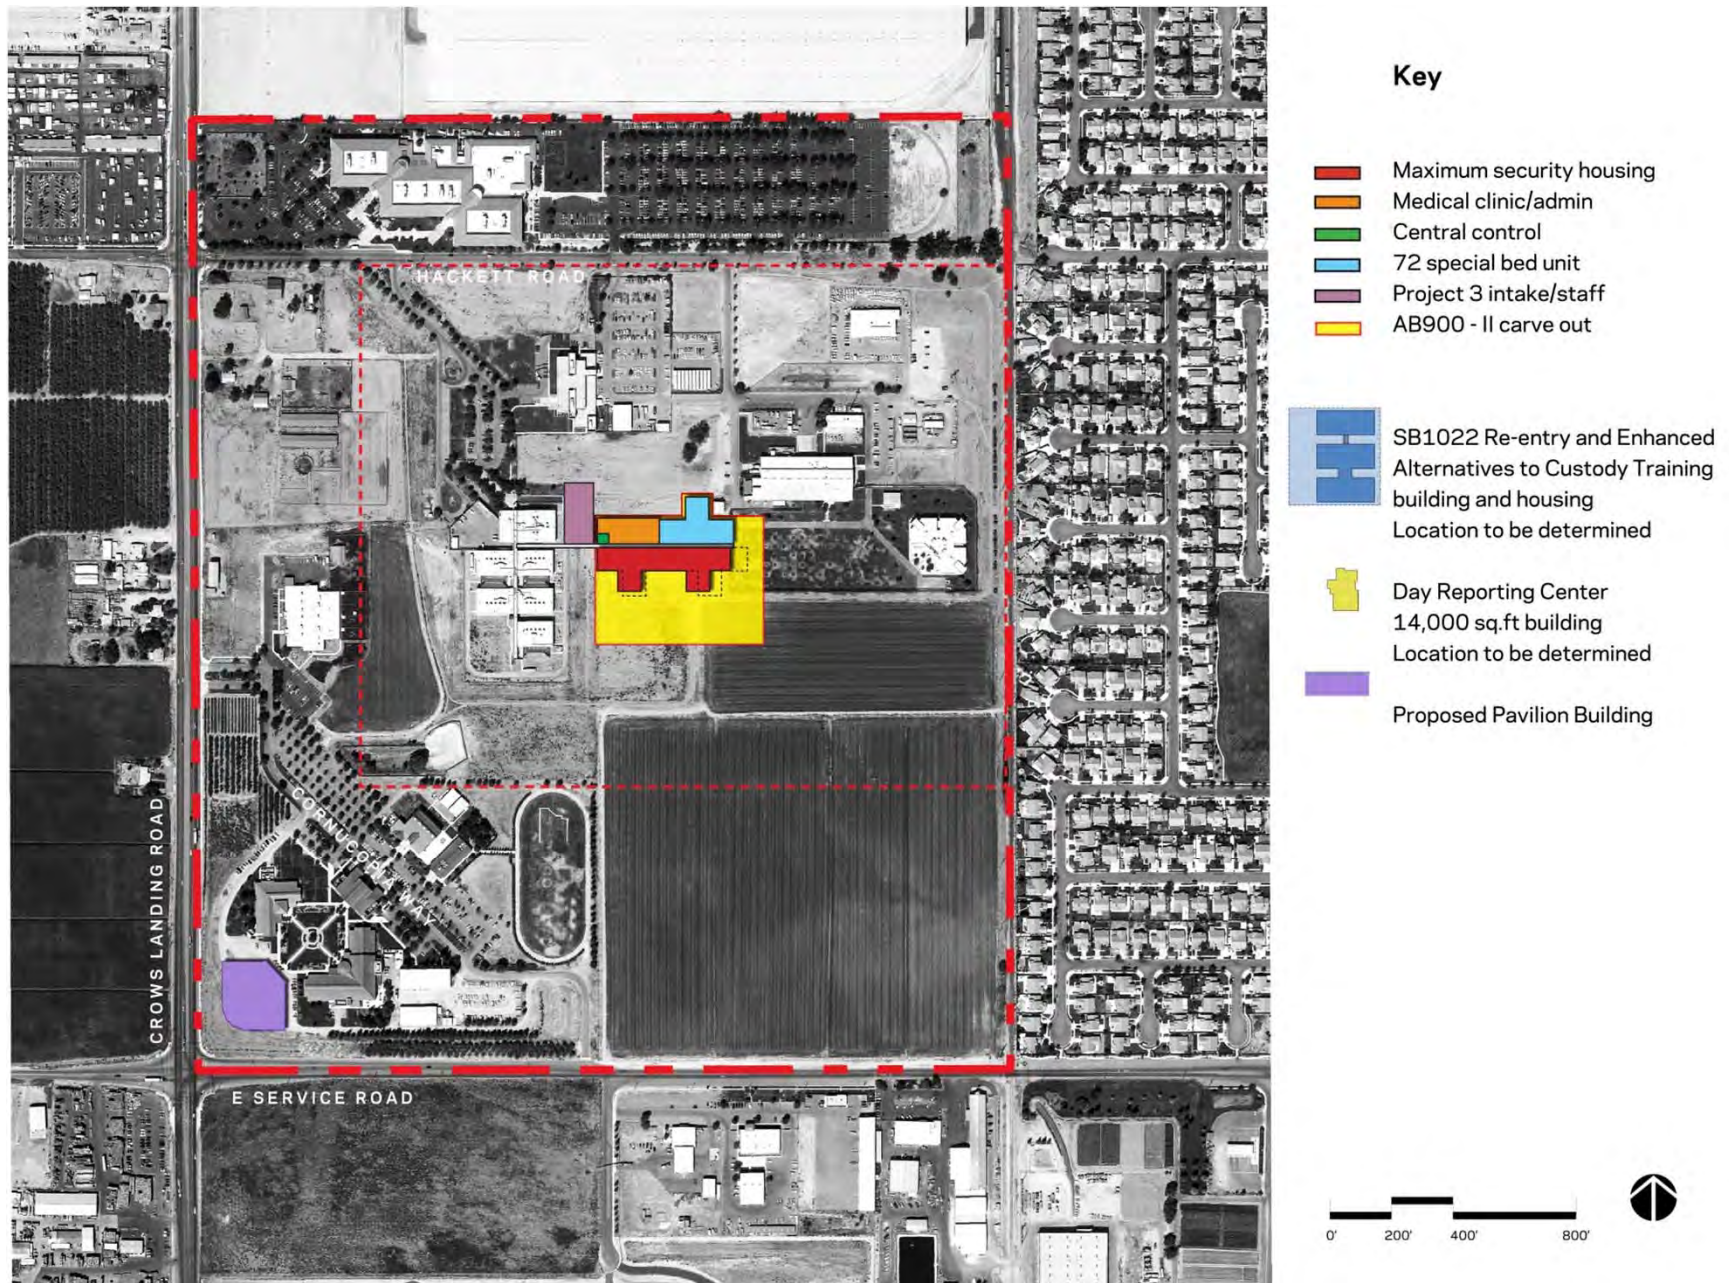 HACKETT ROAD
CORNUCOPIA WAY
CROWS LANDING ROAD
E SERVICE ROAD
Key
Maximum security housing
Medical clinic/admin
Central control
72 special bed unit
Project 3 intake/staff
AB900 - II carve out
SB1022 Re-entry and Enhanced
Alternatives to Custody Training
building and housing
Location to be determined
Day Reporting Center
14,000 sq.ft building
Location to be determined
Proposed Pavilion Building
0' 200' 400' 800'